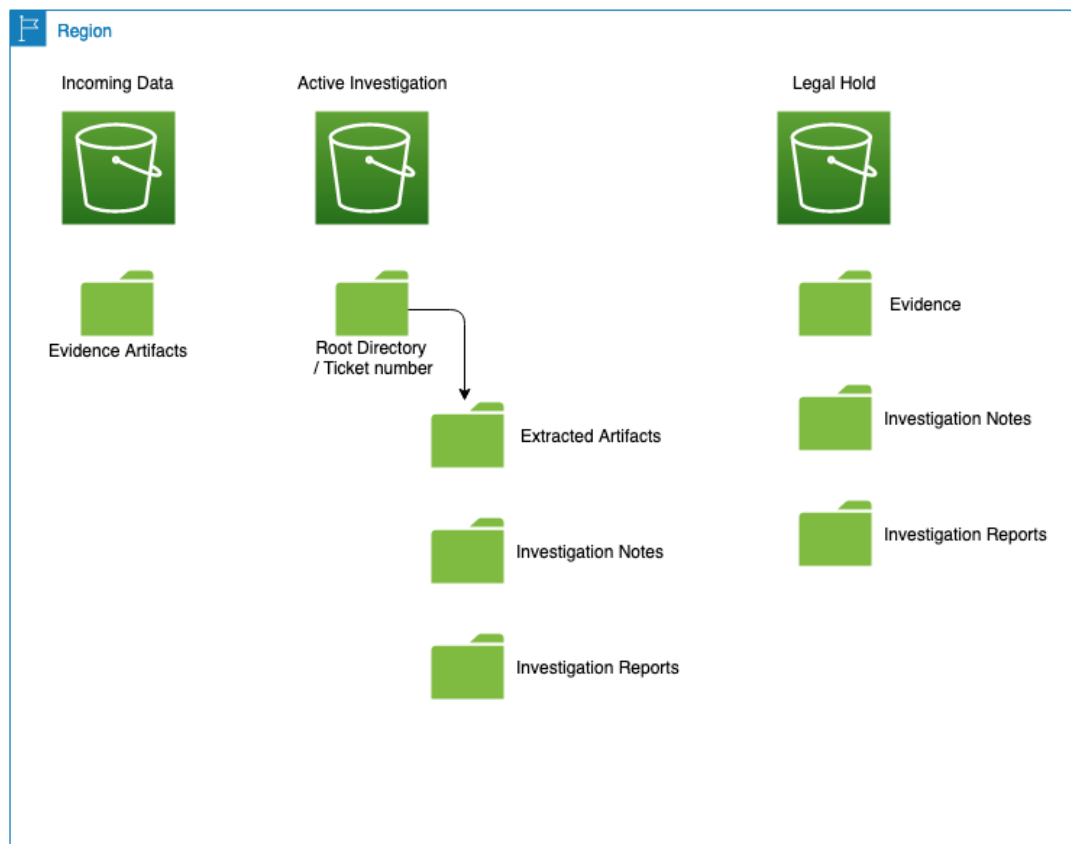 Region
Incoming Data
Active Investigation
Legal Hold
Evidence Artifacts
Root Directory
/ Ticket number
Extracted Artifacts
Investigation Notes
Investigation Reports
Evidence
Investigation Notes
Investigation Reports